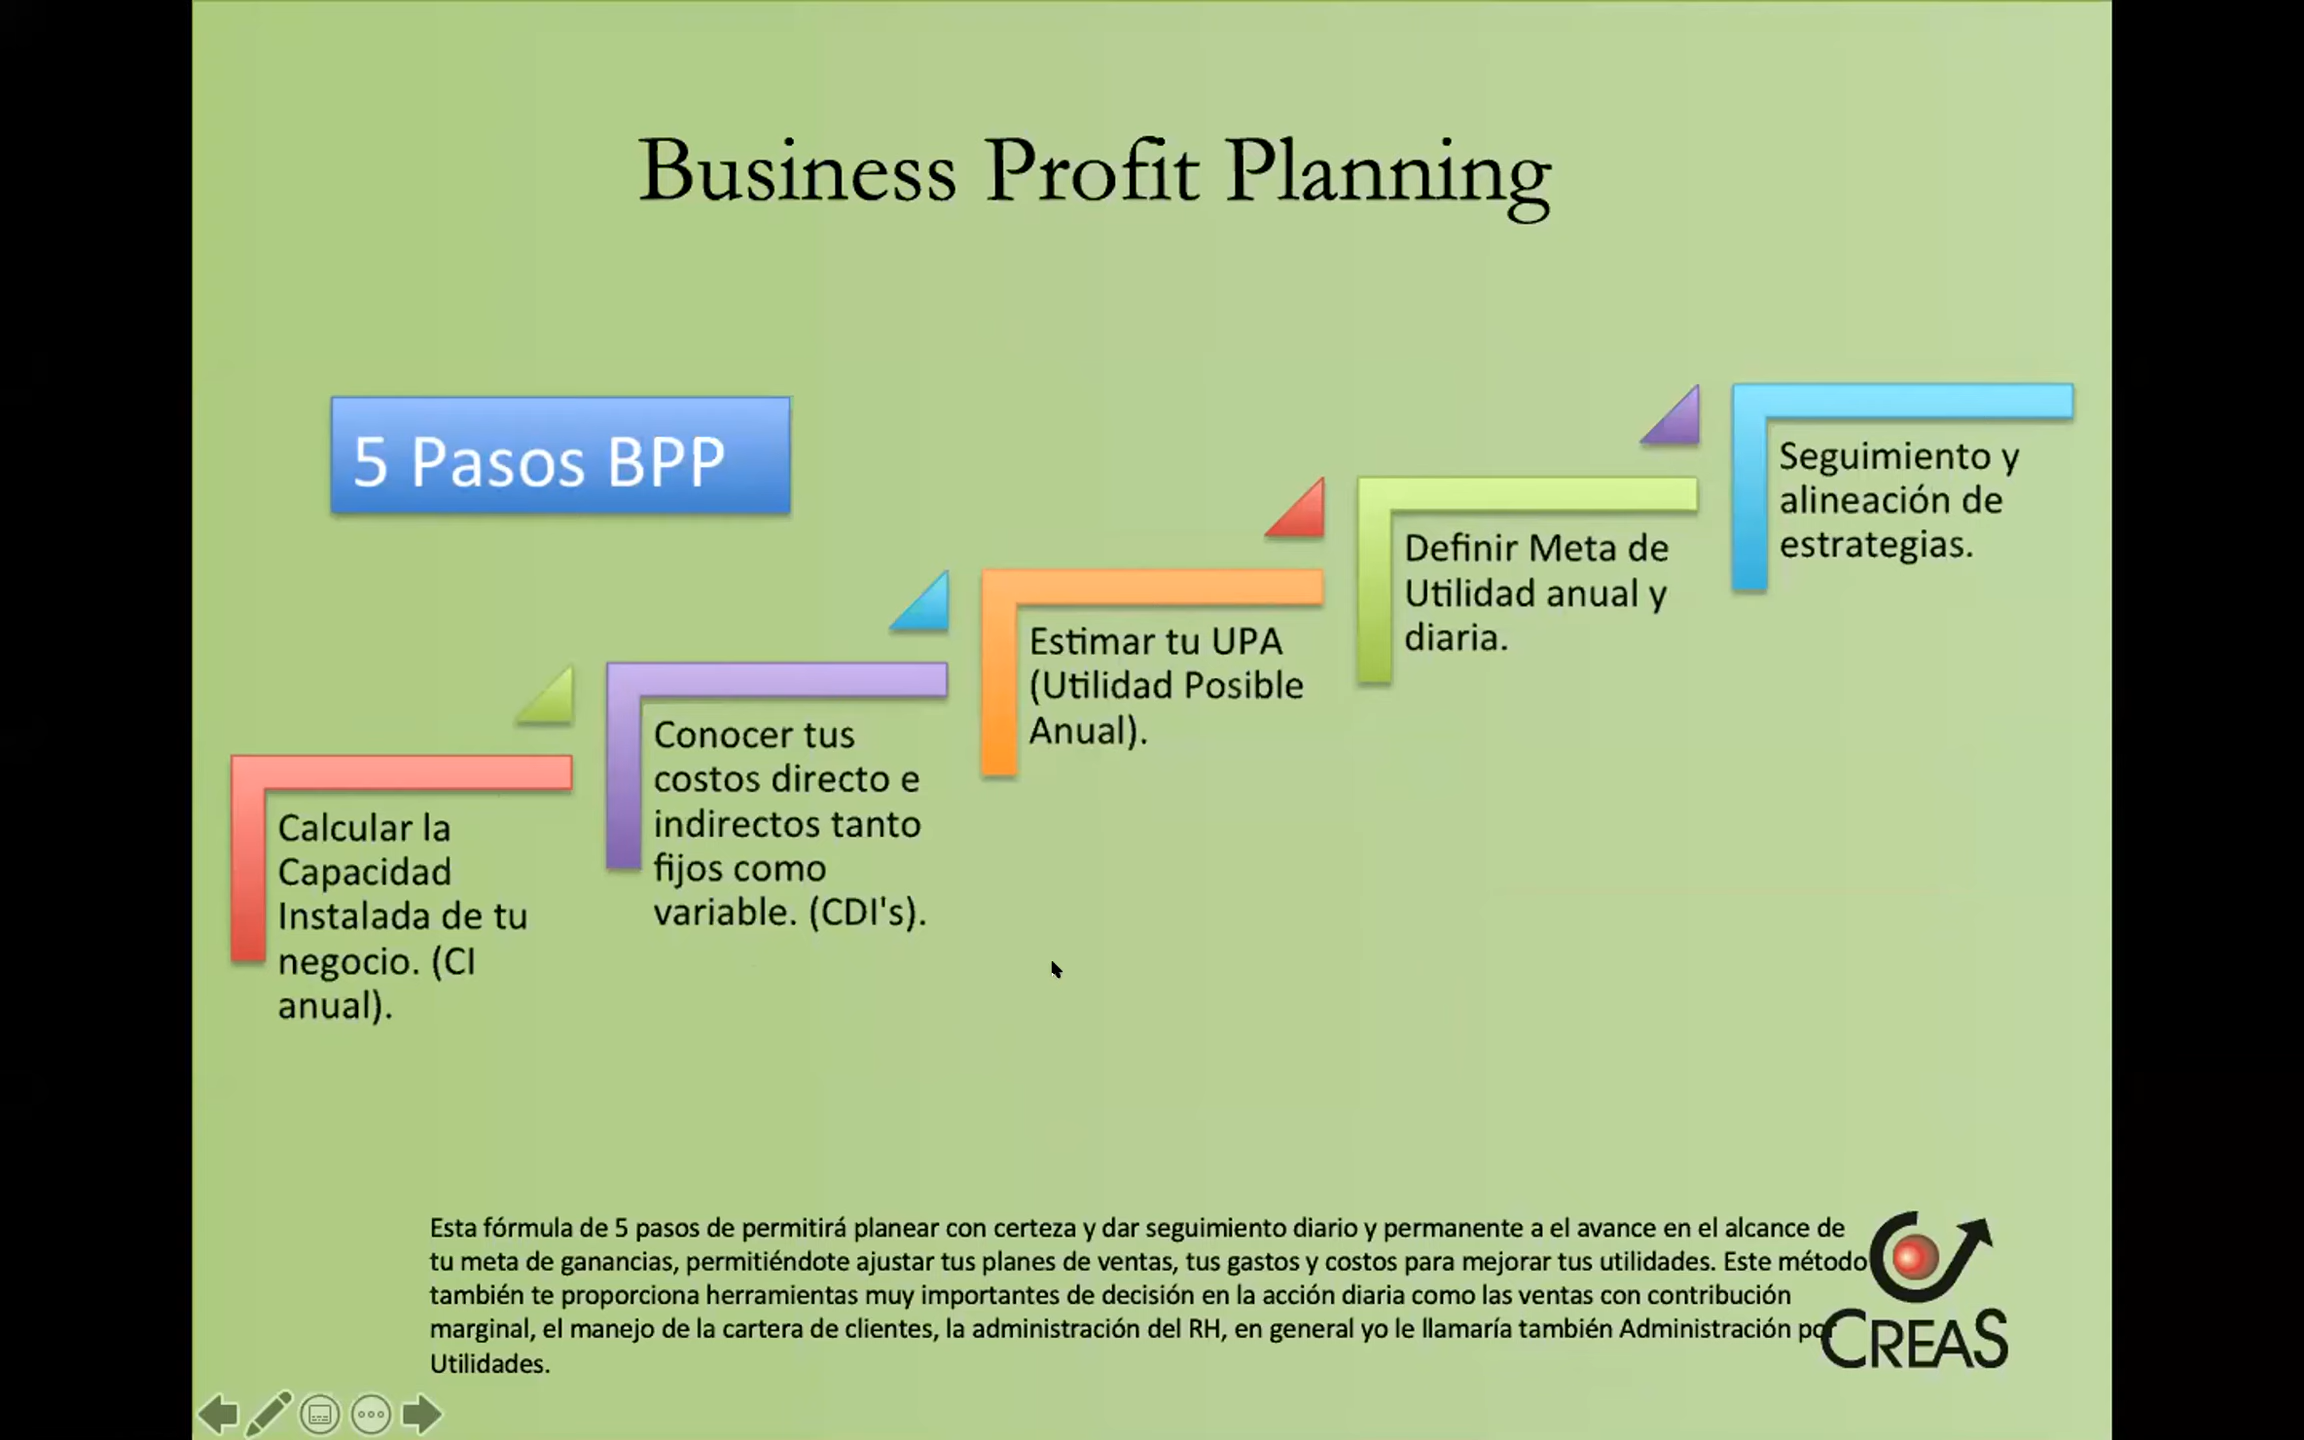 Business Profit Planning
5 Pasos BPP
Calcular la
Capacidad
Instalada de tu
negocio. (CI
anual).
Conocer tus
costos directo e
indirectos tanto
fijos como
variable. (CDI's).
Estimar tu UPA
(Utilidad Posible
Anual).
Definir Meta de
Utilidad anual y
diaria.
Seguimiento y
alineación de
estrategias.
Esta fórmula de 5 pasos de permitirá planear con certeza y dar seguimiento diario y permanente a el avance en el alcance de
tu meta de ganancias, permitiéndote ajustar tus planes de ventas, tus gastos y costos para mejorar tus utilidades. Este método
también te proporciona herramientas muy importantes de decisión en la acción diaria como las ventas con contribución
marginal, el manejo de la cartera de clientes, la administración del RH, en general yo le llamaría también Administración por
Utilidades.
CREAS